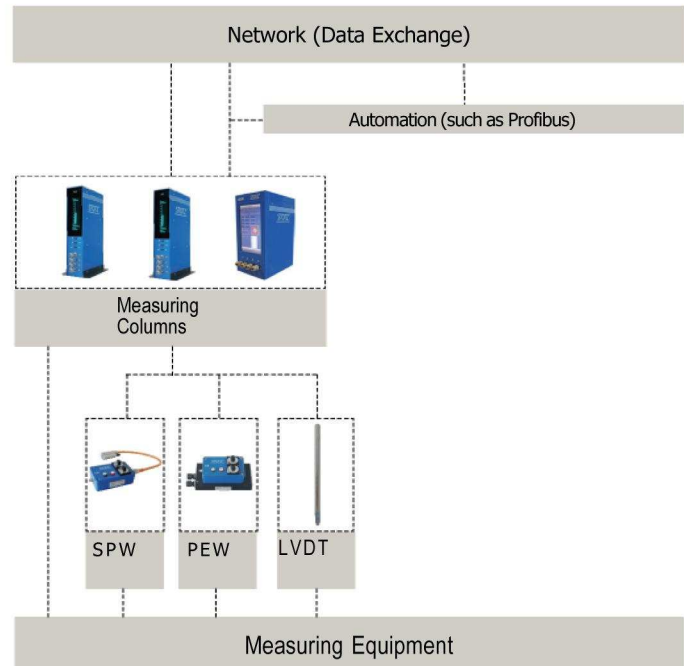 Network (Data Exchange)
Automation (such as Profibus)
Measuring
Columns
SPW
PEW
LVDT
Measuring Equipment